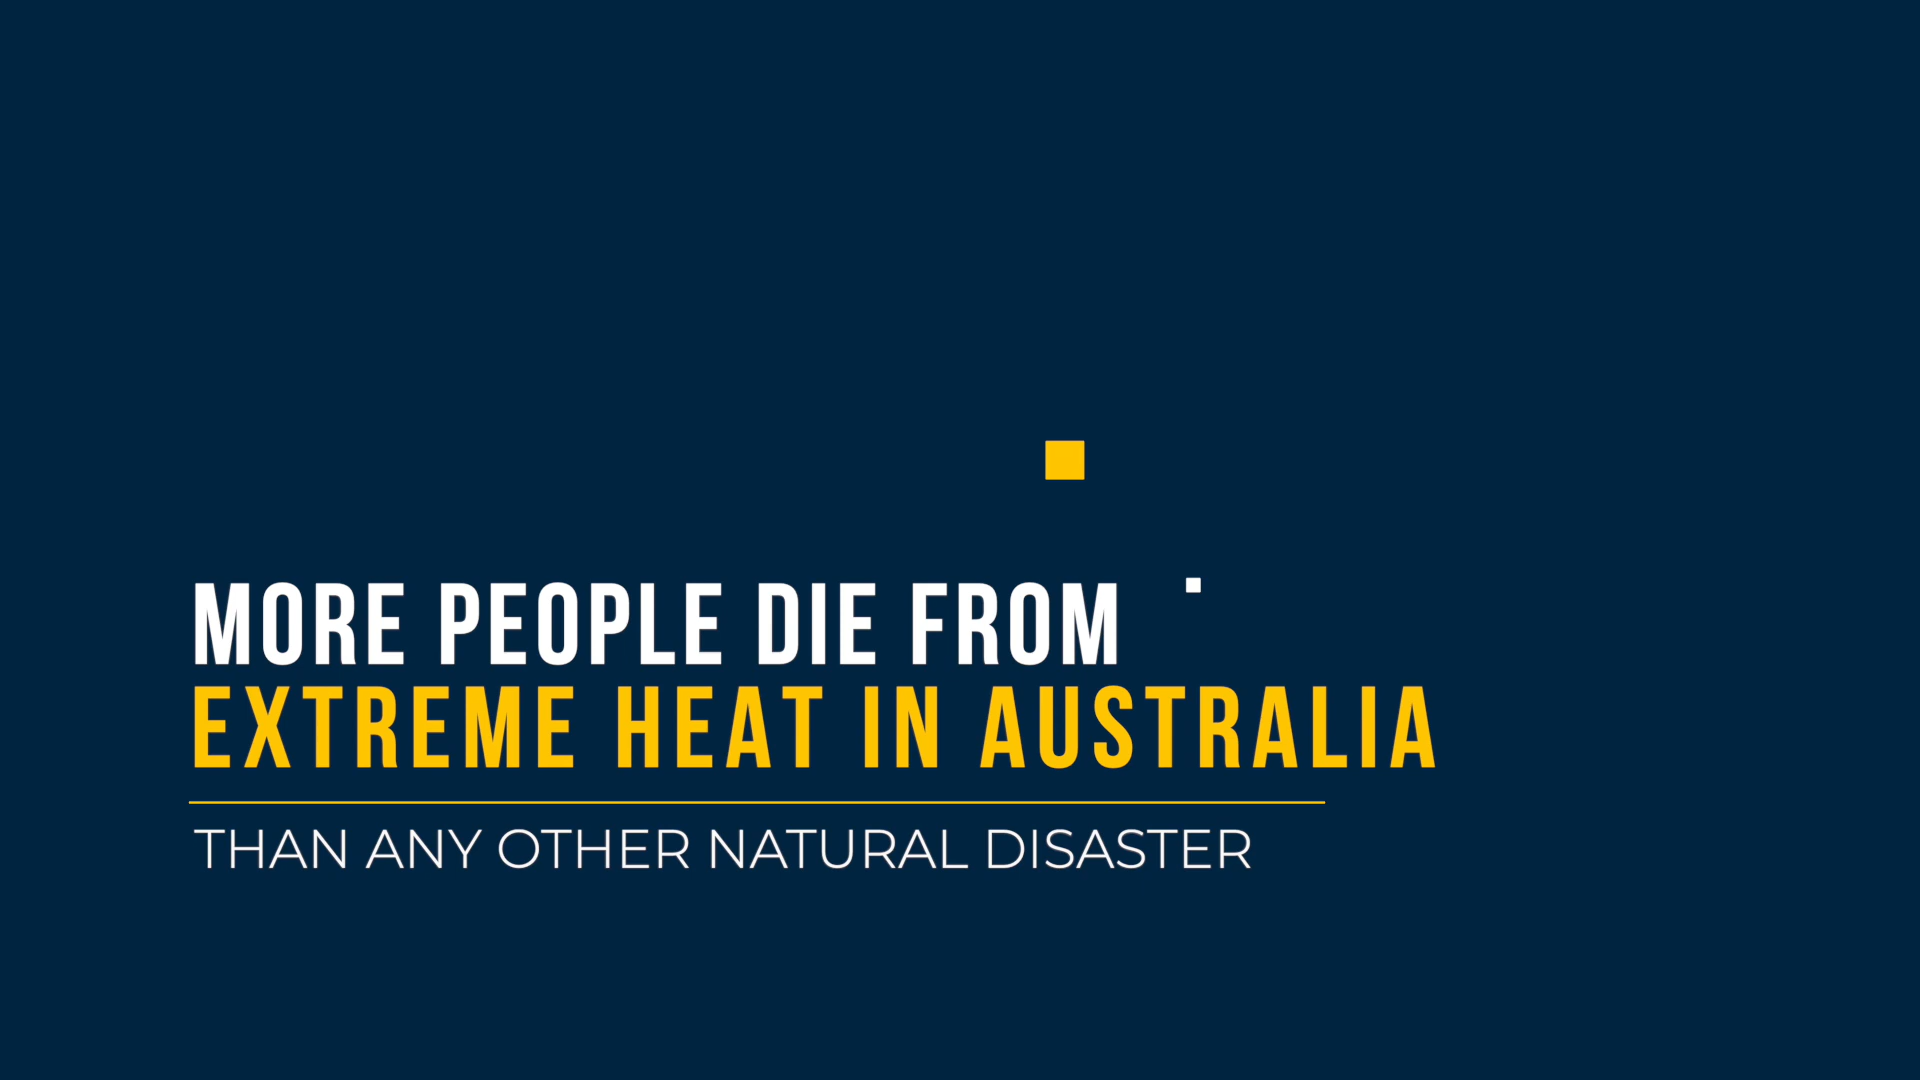 MORE PEOPLE DIE FROM
EXTREME HEAT IN AUSTRALIA
THAN ANY OTHER NATURAL DISASTER